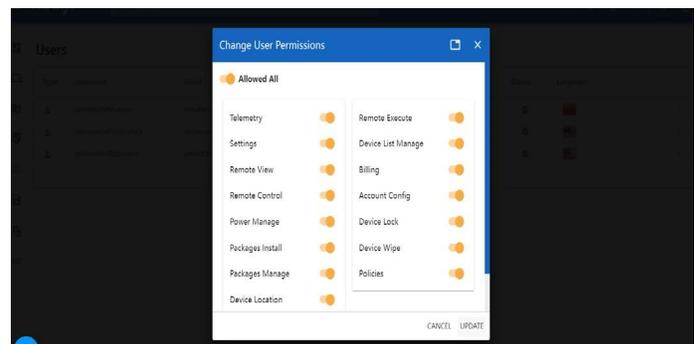 Users
Change User Permissions
Allowed All
Telemetry
Settings
Remote View
Remote Control
Power Manage
Packages Install
Packages Manage
Device Location
Remote Execute
Device List Manage
Billing
Account Config
Device Lock
Device Wipe
Policies
CANCEL UPDATE